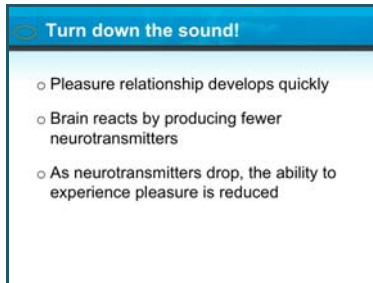 Turn down the sound!
○ Pleasure relationship develops quickly
○ Brain reacts by producing fewer
neurotransmitters
○ As neurotransmitters drop, the ability to
experience pleasure is reduced